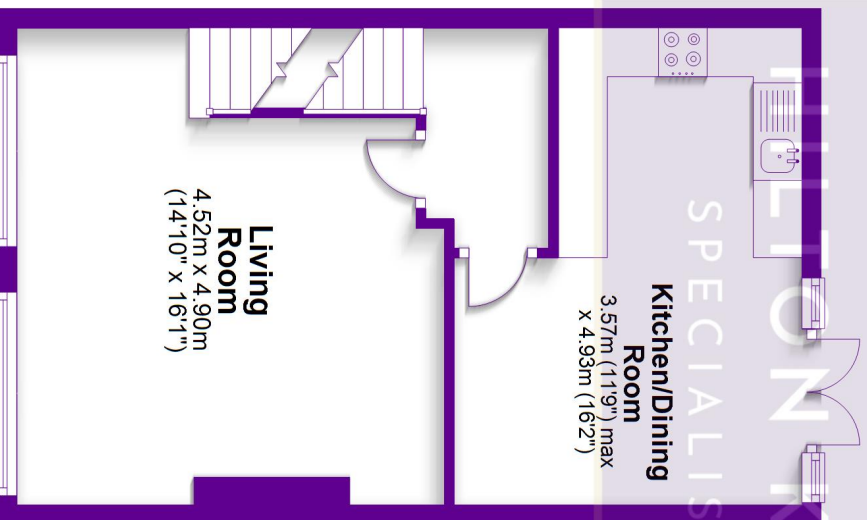 Living
Room
4.52m x 4.90m
(14'10" x 16'1")
Kitchen/Dining
Room
3.57m (11'9") max
x 4.93m (16'2")
HILTON K
SPECIALIS